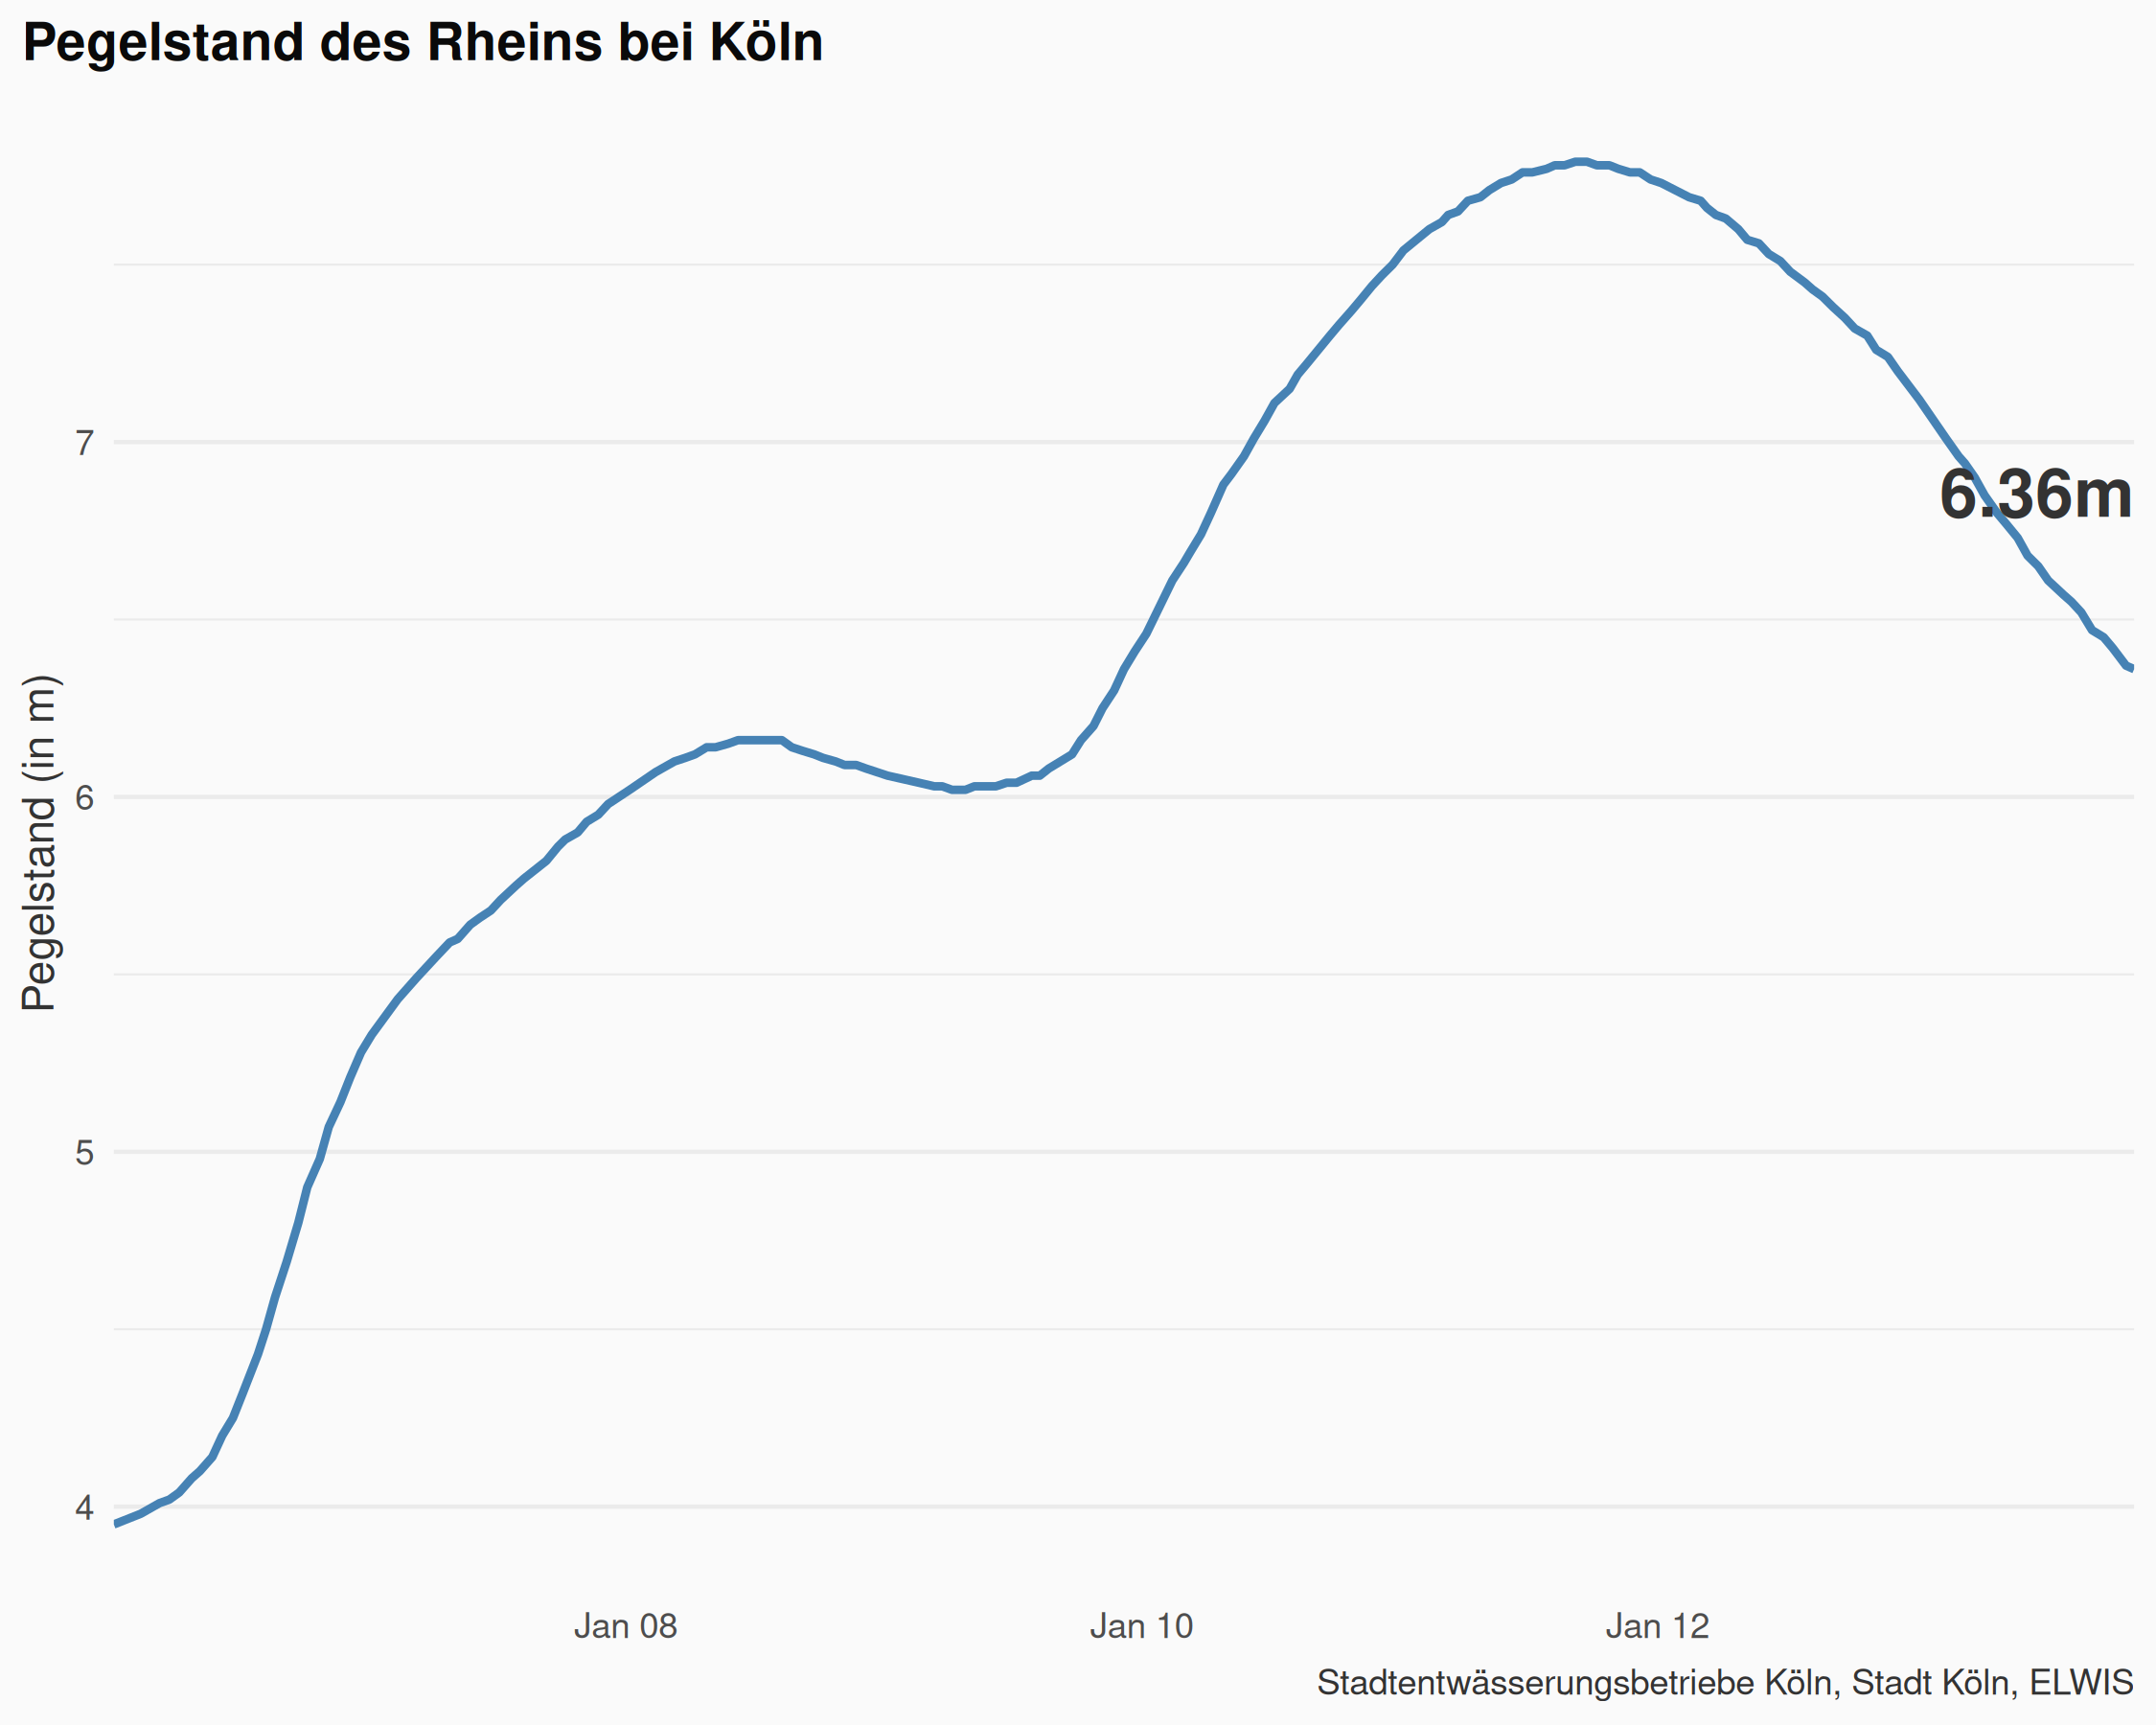 Pegelstand des Rheins bei Köln
Pegelstand (in m)
7
6
5
4
6.36m
Jan 08
Jan 10
Jan 12
Stadtentwässerungsbetriebe Köln, Stadt Köln, ELWIS